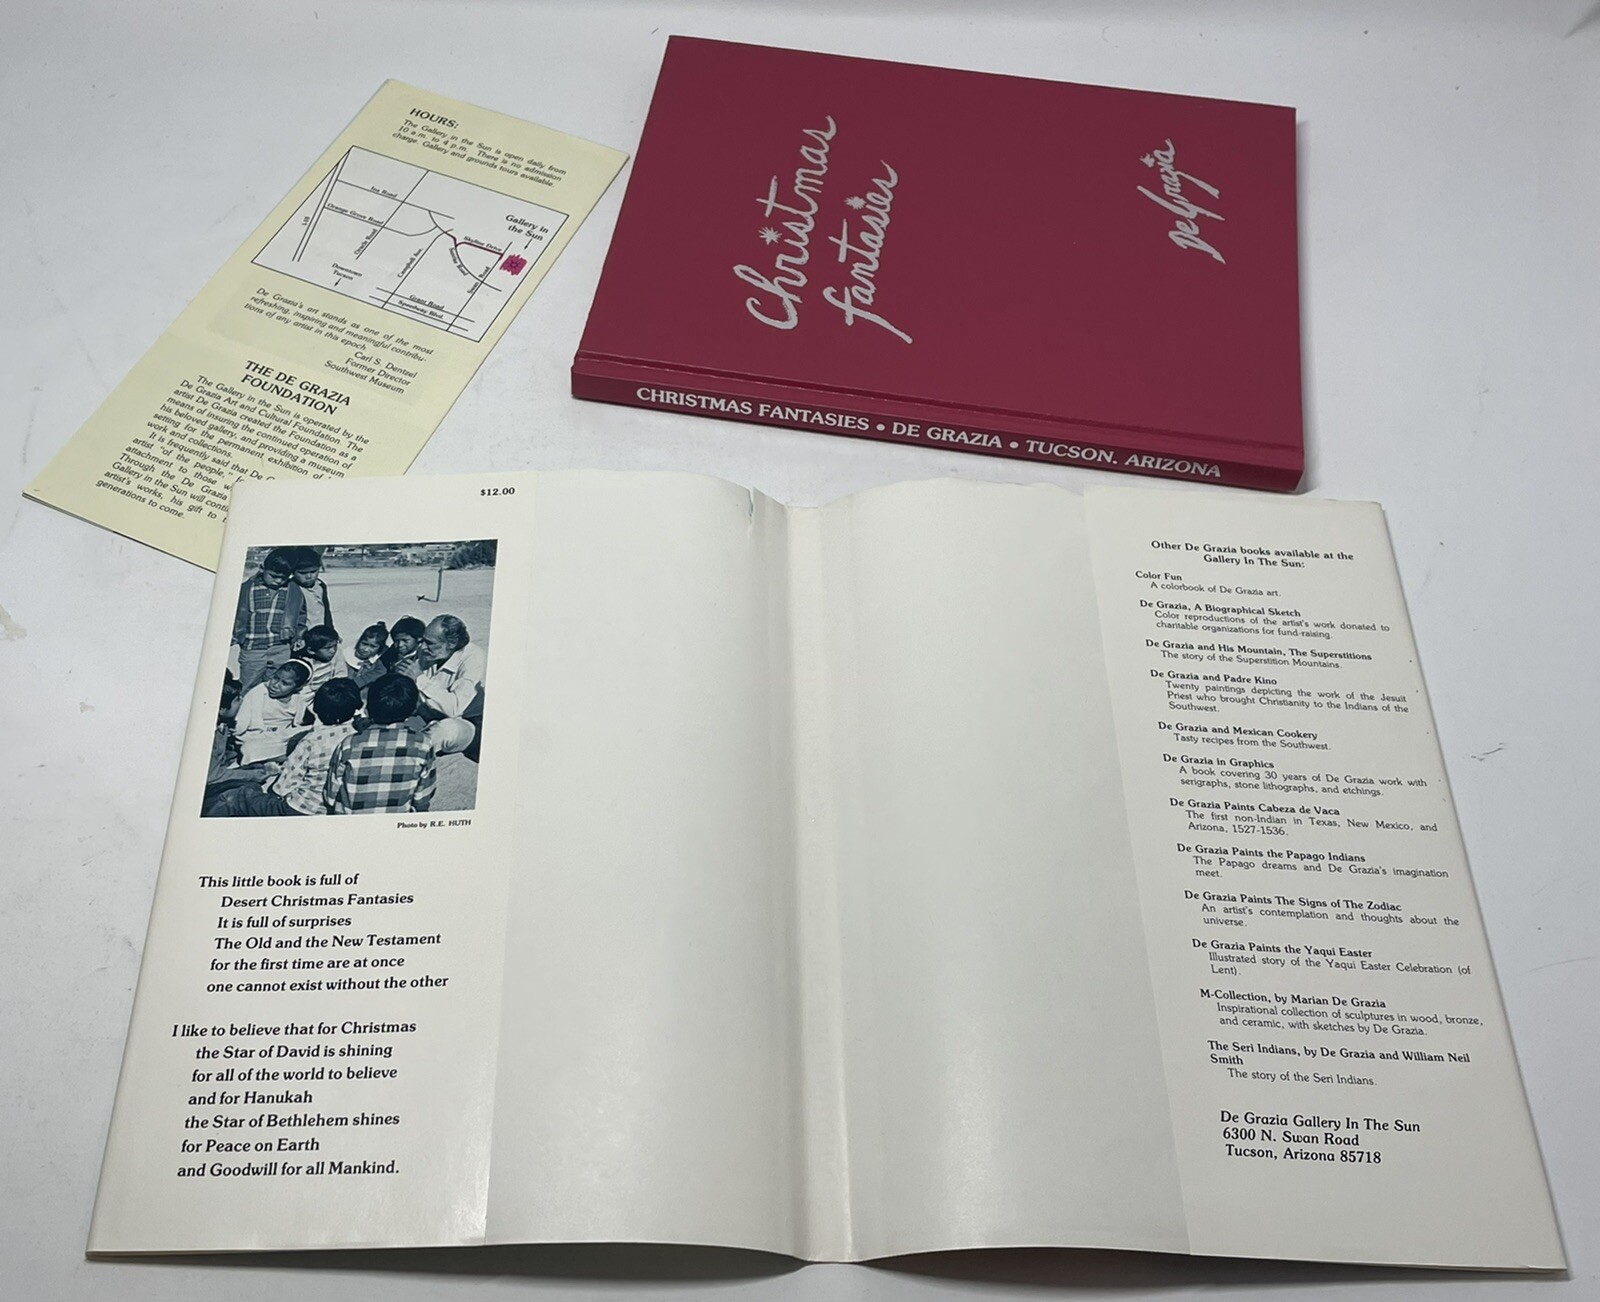 HOURS:
The Gallery in the Sun is open daily from
10 a.m. to 4 p.m. There is no admission
charge. Gallery and grounds tours available.
Ina Road
Orange Grove Road
I-10
Oracle Road
Campbell Ave.
Skyline Drive
Sunrise Road
Swan Road
Gallery in
the Sun
Downtown
Tucson
Grant Road
Speedway Blvd.
De Grazia's art stands as one of the most
refreshing, inspiring and meaningful contribu-
tions of any artist in this epoch.
Carl S. Dentzel
Former Director
Southwest Museum
THE DE GRAZIA
FOUNDATION
The Gallery in the Sun is operated by the
De Grazia Art and Cultural Foundation. The
artist De Grazia created the Foundation as a
means of insuring the continued operation of
his beloved gallery, and providing a museum
setting for the permanent exhibition of
work and collections.
It is frequently said that De
artist "of the people,"
attachment to those
Through the De Grazia
Gallery in the Sun will
artist's works, his gift to
generations to come.
Christmas
Fantasies
De Grazia
CHRISTMAS FANTASIES • DE GRAZIA • TUCSON, ARIZONA
$12.00
Photo by R.E. HUTH
This little book is full of
Desert Christmas Fantasies
It is full of surprises
The Old and the New Testament
for the first time are at once
one cannot exist without the other
I like to believe that for Christmas
the Star of David is shining
for all of the world to believe
and for Hanukah
the Star of Bethlehem shines
for Peace on Earth
and Goodwill for all Mankind.
Other De Grazia books available at the
Gallery In The Sun:
Color Fun
A colorbook of De Grazia art.
De Grazia, A Biographical Sketch
Color reproductions of the artist's work donated to
charitable organizations for fund-raising.
De Grazia and His Mountain, The Superstitions
The story of the Superstition Mountains.
De Grazia and Padre Kino
Twenty paintings depicting the work of the Jesuit
Priest who brought Christianity to the Indians of the
Southwest.
De Grazia and Mexican Cookery
Tasty recipes from the Southwest.
De Grazia in Graphics
A book covering 30 years of De Grazia work with
serigraphs, stone lithographs, and etchings.
De Grazia Paints Cabeza de Vaca
The first non-Indian in Texas, New Mexico, and
Arizona, 1527-1536.
De Grazia Paints the Papago Indians
The Papago dreams and De Grazia's imagination
meet.
De Grazia Paints The Signs of The Zodiac
An artist's contemplation and thoughts about the
universe.
De Grazia Paints the Yaqui Easter
Illustrated story of the Yaqui Easter Celebration (of
Lent).
M-Collection, by Marian De Grazia
Inspirational collection of sculptures in wood, bronze,
and ceramic, with sketches by De Grazia.
The Seri Indians, by De Grazia and William Neil
Smith
The story of the Seri Indians.
De Grazia Gallery In The Sun
6300 N. Swan Road
Tucson, Arizona 85718